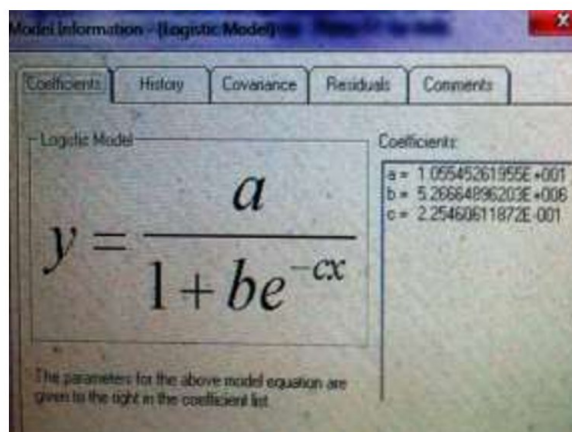 Model Information - [Logistic Model]
Coefficients History Covariance Residuals Comments
Logistic Model
y = a / (1 + be^-cx)
Coefficients:
a = 1.05545261955E+001
b = 5.26664896203E+006
c = 2.25460611872E-001
The parameters for the above model equation are
given to the right in the coefficient list.